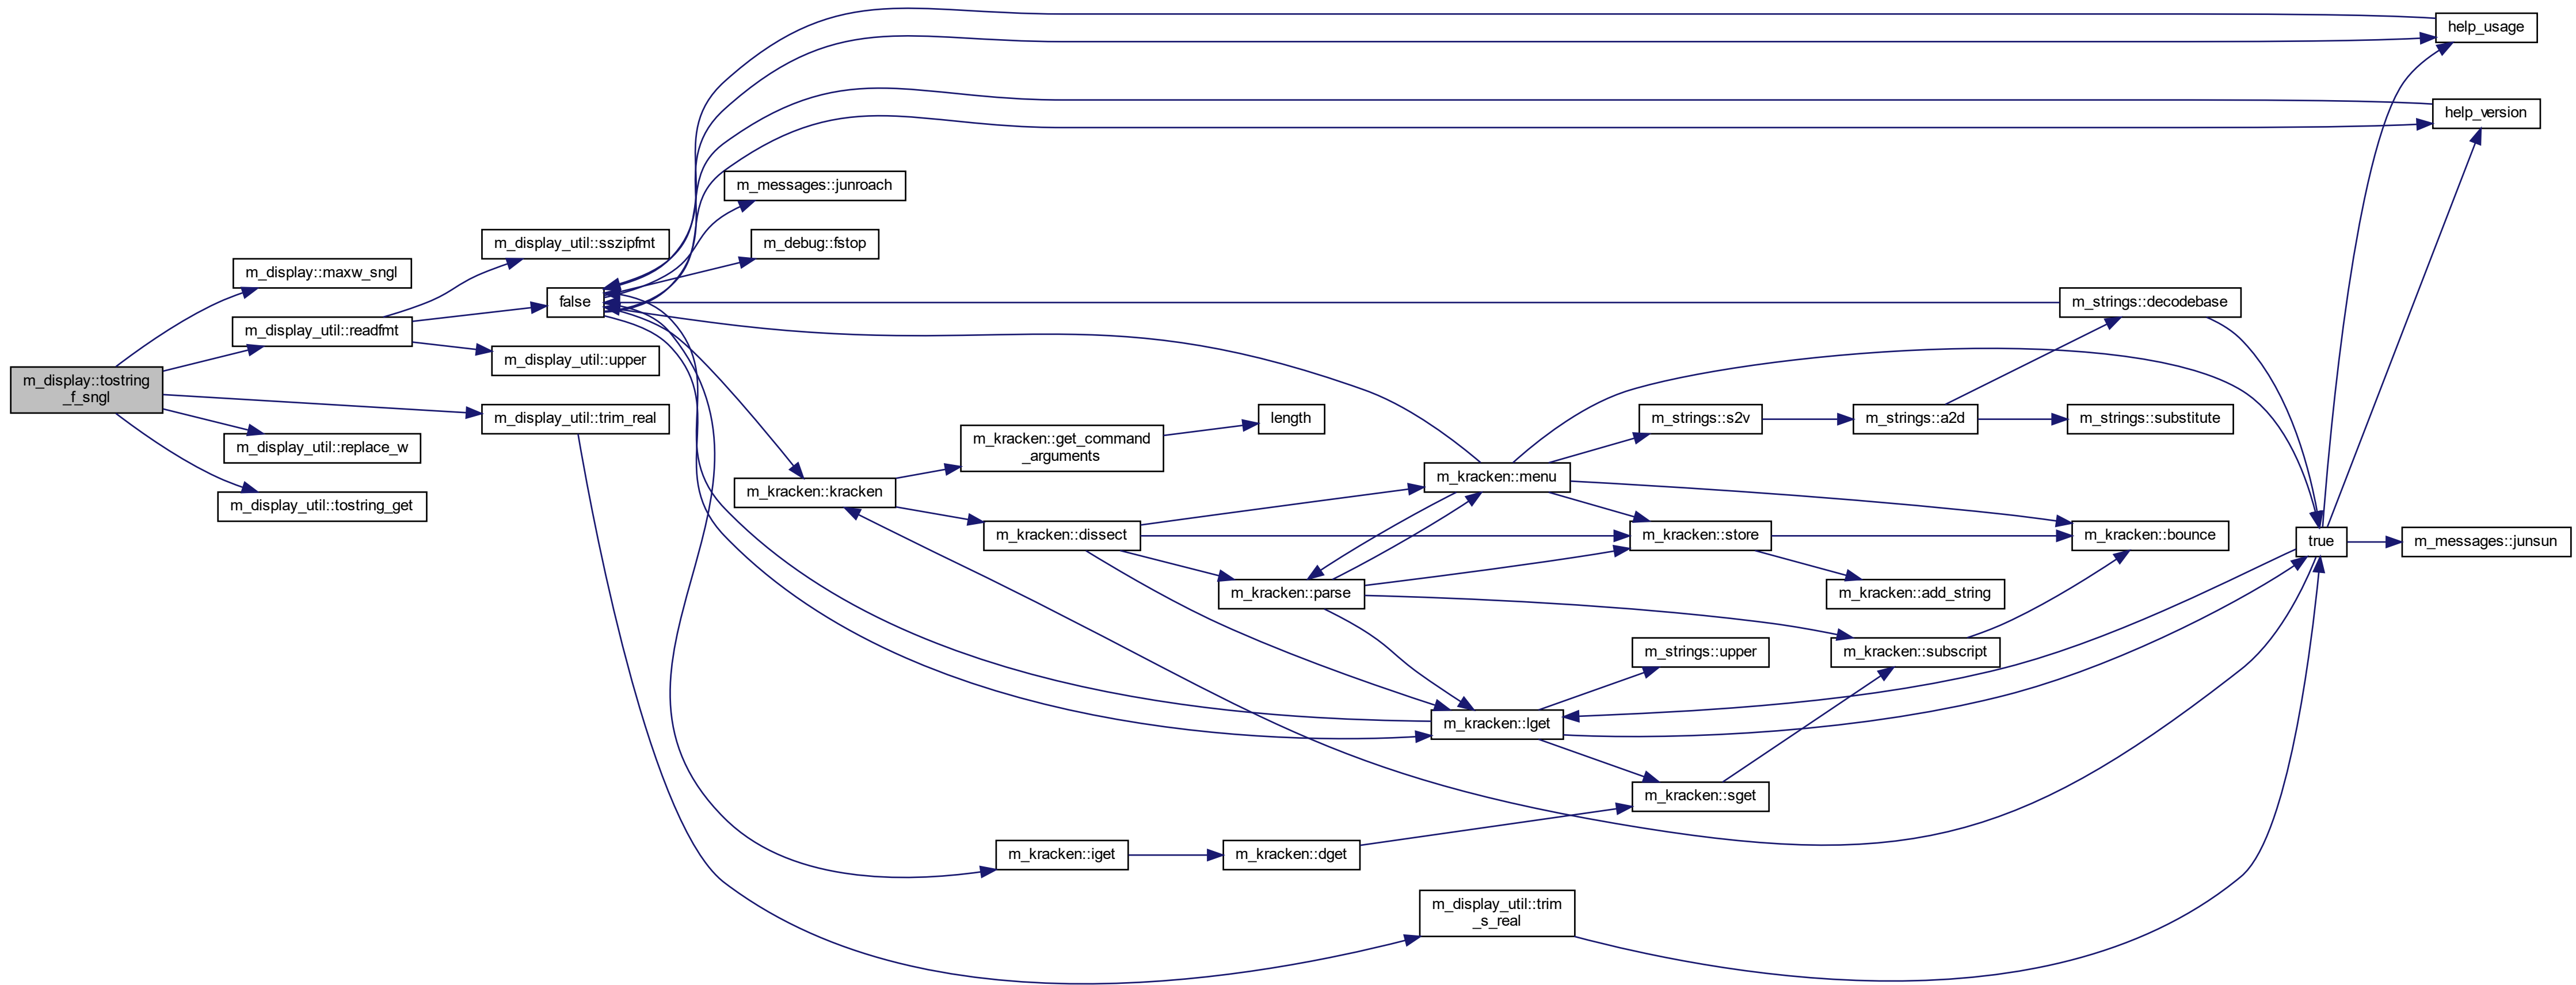 help_usage
help_version
m_messages::junroach
m_display_util::sszipfmt
m_debug::fstop
m_display::maxw_sngl
false
m_strings::decodebase
m_display_util::readfmt
m_display_util::upper
m_display::tostring
_f_sngl
m_display_util::trim_real
length
m_strings::s2v
m_strings::a2d
m_strings::substitute
m_display_util::replace_w
m_kracken::get_command
_arguments
m_kracken::menu
m_kracken::kracken
m_display_util::tostring_get
m_kracken::dissect
m_kracken::store
m_kracken::bounce
true
m_messages::junsun
m_kracken::parse
m_kracken::add_string
m_strings::upper
m_kracken::subscript
m_kracken::lget
m_kracken::sget
m_kracken::iget
m_kracken::dget
m_display_util::trim
_s_real